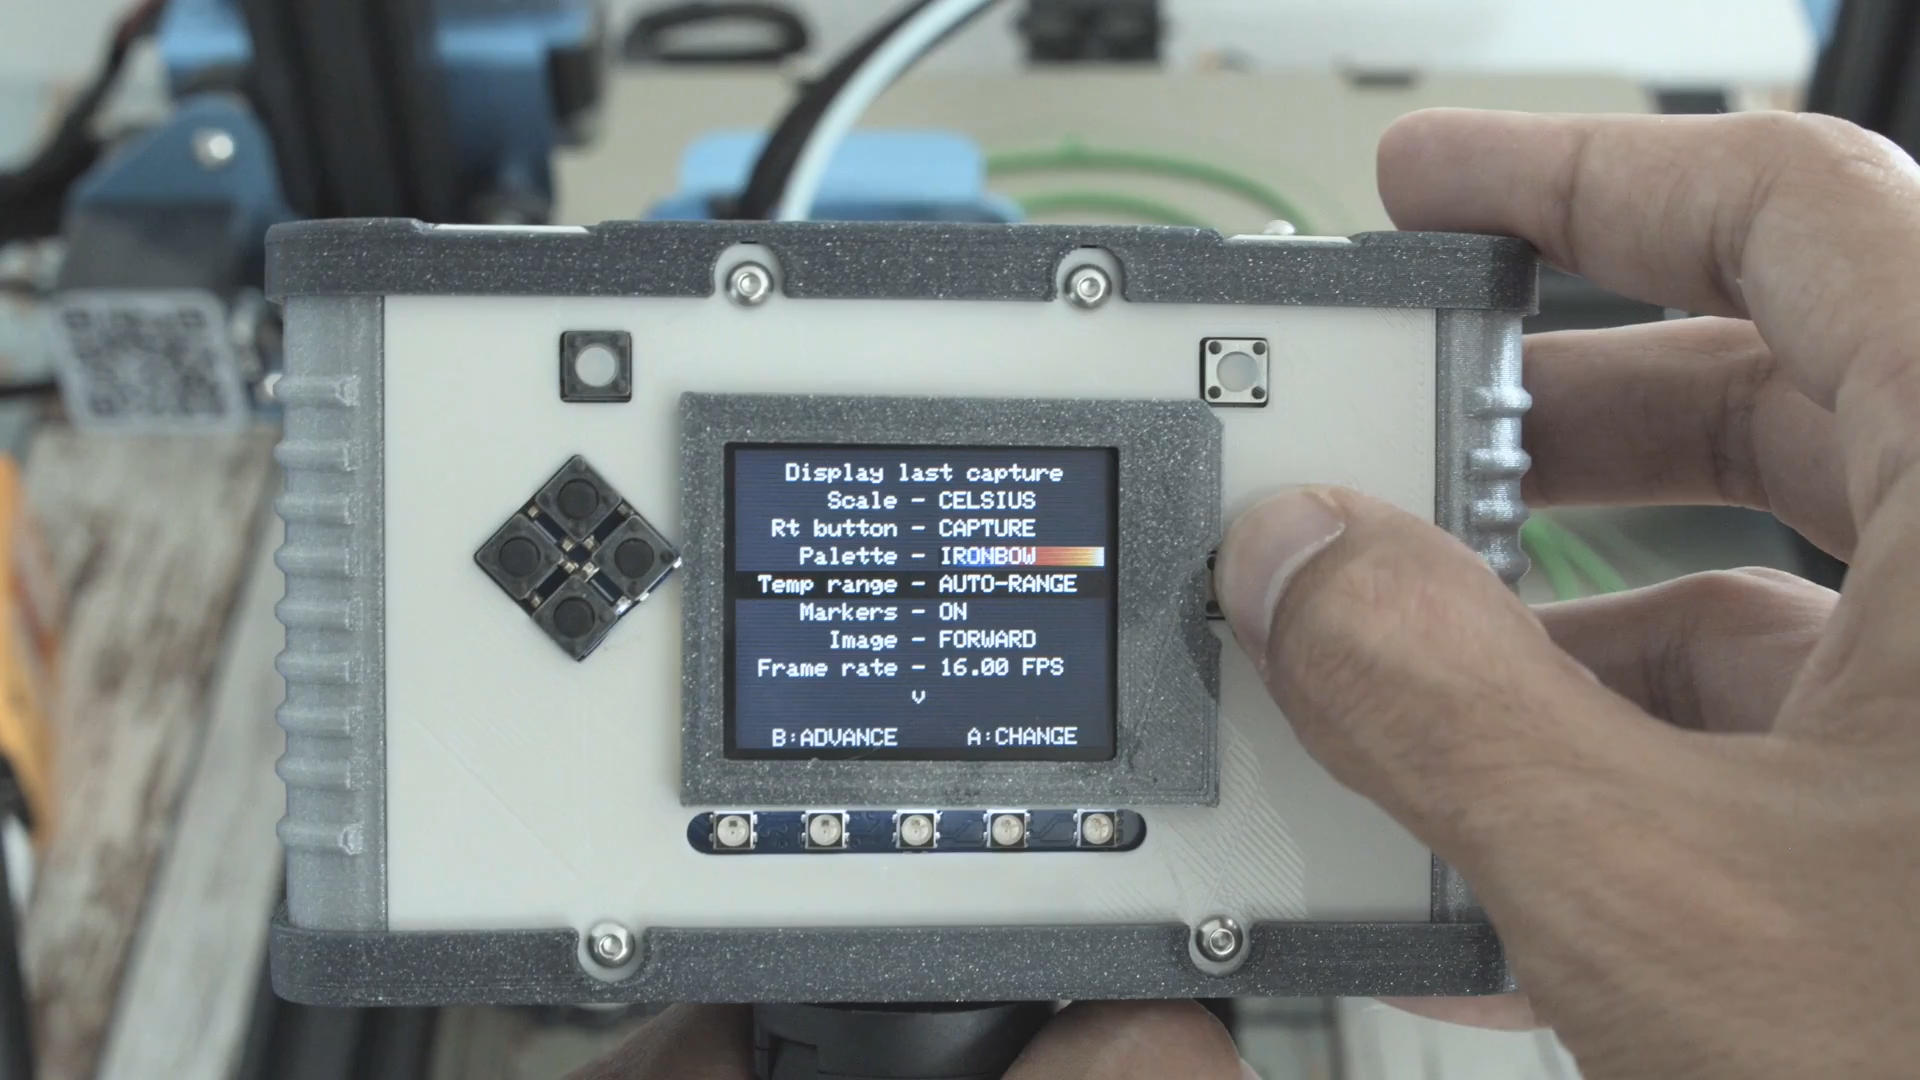 Display last capture
Scale - CELSIUS
Rt button - CAPTURE
Palette - IRONBOW
Temp range - AUTO-RANGE
Markers - ON
Image - FORWARD
Frame rate - 16.00 FPS
v
B:ADVANCE A:CHANGE